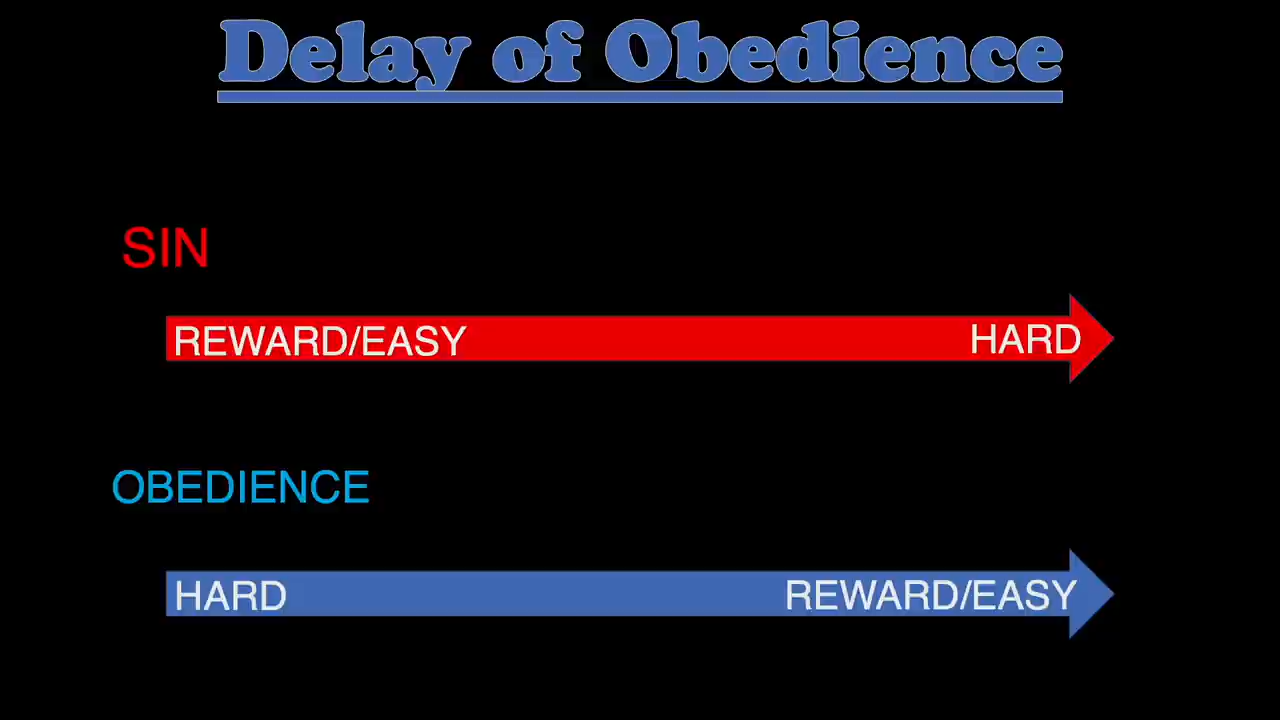 Delay of Obedience
SIN
REWARD/EASY HARD
OBEDIENCE
HARD REWARD/EASY